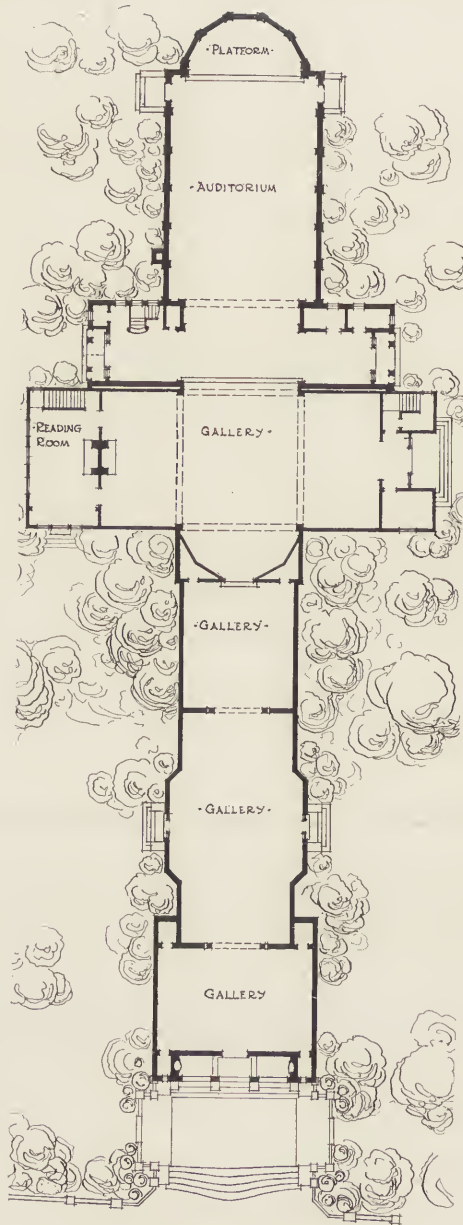 · PLATFORM ·
· AUDITORIUM
· READING
ROOM
GALLERY ·
· GALLERY ·
· GALLERY ·
GALLERY